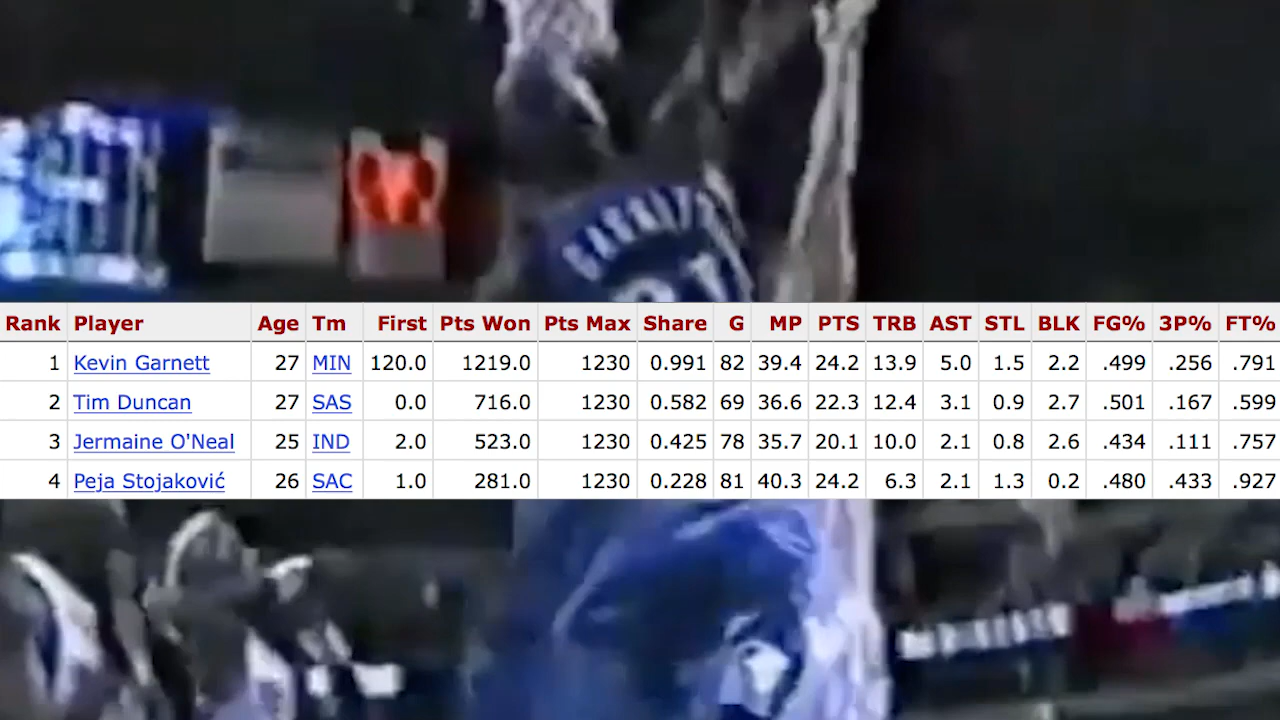 GARNETT
21
Rank Player Age Tm First Pts Won Pts Max Share G MP PTS TRB AST STL BLK FG% 3P% FT%
1 Kevin Garnett 27 MIN 120.0 1219.0 1230 0.991 82 39.4 24.2 13.9 5.0 1.5 2.2 .499 .256 .791
2 Tim Duncan 27 SAS 0.0 716.0 1230 0.582 69 36.6 22.3 12.4 3.1 0.9 2.7 .501 .167 .599
3 Jermaine O'Neal 25 IND 2.0 523.0 1230 0.425 78 35.7 20.1 10.0 2.1 0.8 2.6 .434 .111 .757
4 Peja Stojaković 26 SAC 1.0 281.0 1230 0.228 81 40.3 24.2 6.3 2.1 1.3 0.2 .480 .433 .927